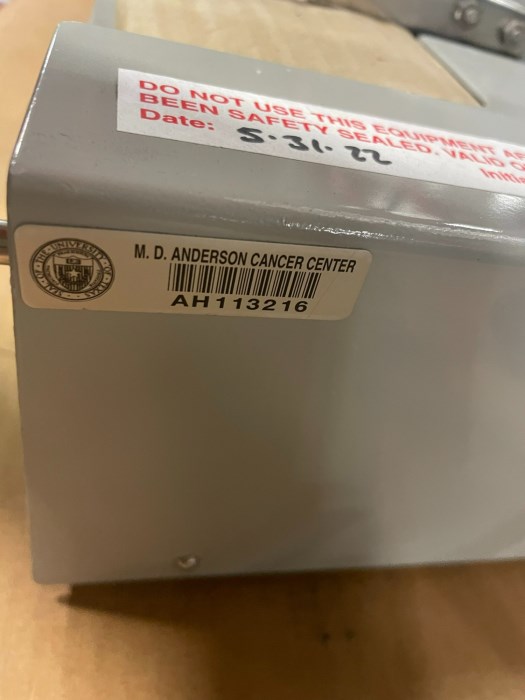 DO NOT USE THIS EQUIPMENT
BEEN SAFETY SEALED. VALID
Date: 5.31.22
M. D. ANDERSON CANCER CENTER
AH113216